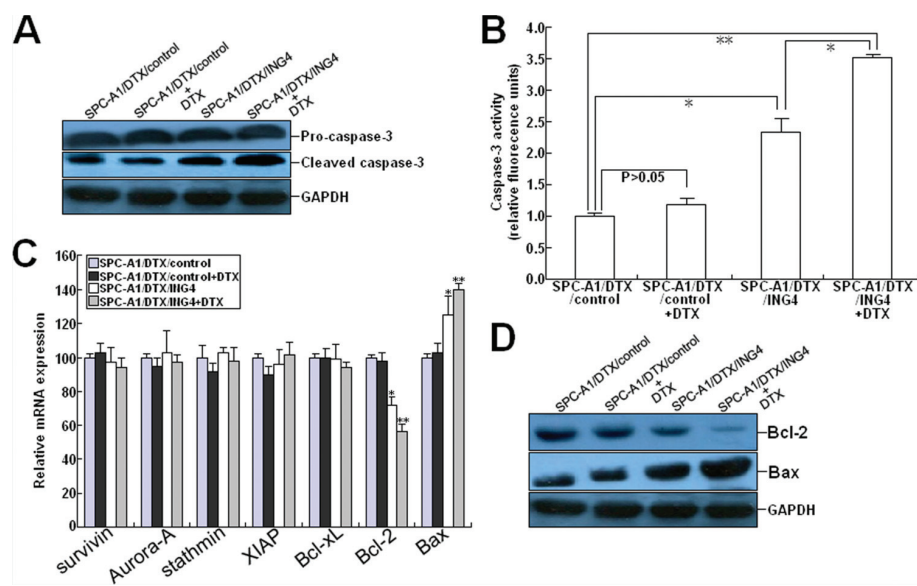 A
SPC-A1/DTX/control
SPC-A1/DTX/control
+
DTX
SPC-A1/DTX/ING4
SPC-A1/DTX/ING4
+
DTX
Pro-caspase-3
Cleaved caspase-3
GAPDH
B
Caspase-3 activity
(relative fluorecence units)
4.0
3.5
3.0
2.5
2.0
1.5
1.0
0.5
0.0
**
*
*
P>0.05
SPC-A1/DTX
/control
SPC-A1/DTX
/control
+DTX
SPC-A1/DTX
/ING4
SPC-A1/DTX
/ING4
+DTX
C
Relative mRNA expression
160
140
120
100
80
60
40
20
0
SPC-A1/DTX/control
SPC-A1/DTX/control+DTX
SPC-A1/DTX/ING4
SPC-A1/DTX/ING4+DTX
*
**
*
**
survivin
Aurora-A
stathmin
XIAP
Bcl-xL
Bcl-2
Bax
D
SPC-A1/DTX/control
SPC-A1/DTX/control
+
DTX
SPC-A1/DTX/ING4
SPC-A1/DTX/ING4
+
DTX
Bcl-2
Bax
GAPDH